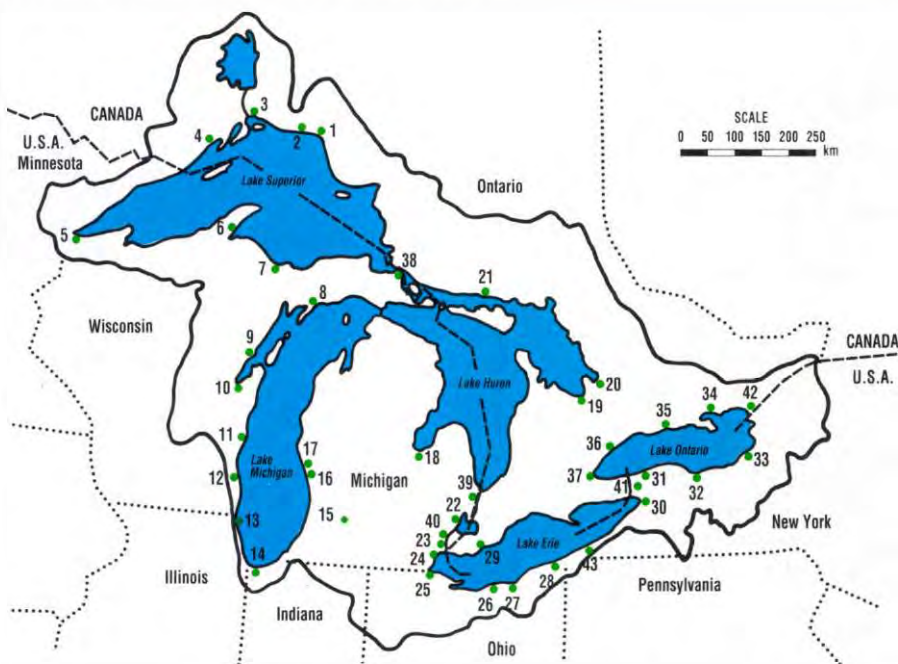 3
CANADA
2
1
4
SCALE
0 50 100 150 200 250
km
U.S.A.
Minnesota
Lake Superior
Ontario
6
5
7
38
21
8
Wisconsin
9
CANADA
U.S.A.
Lake Huron
10
20
34
42
19
35
11
36
Lake Ontario
17
Lake
Michigan
Michigan
18
12
16
37
31
33
41
32
39
22
30
13
15
40
New York
23
Lake Erie
24
29
14
43
Illinois
28
25
Pennsylvania
Indiana
26
27
Ohio